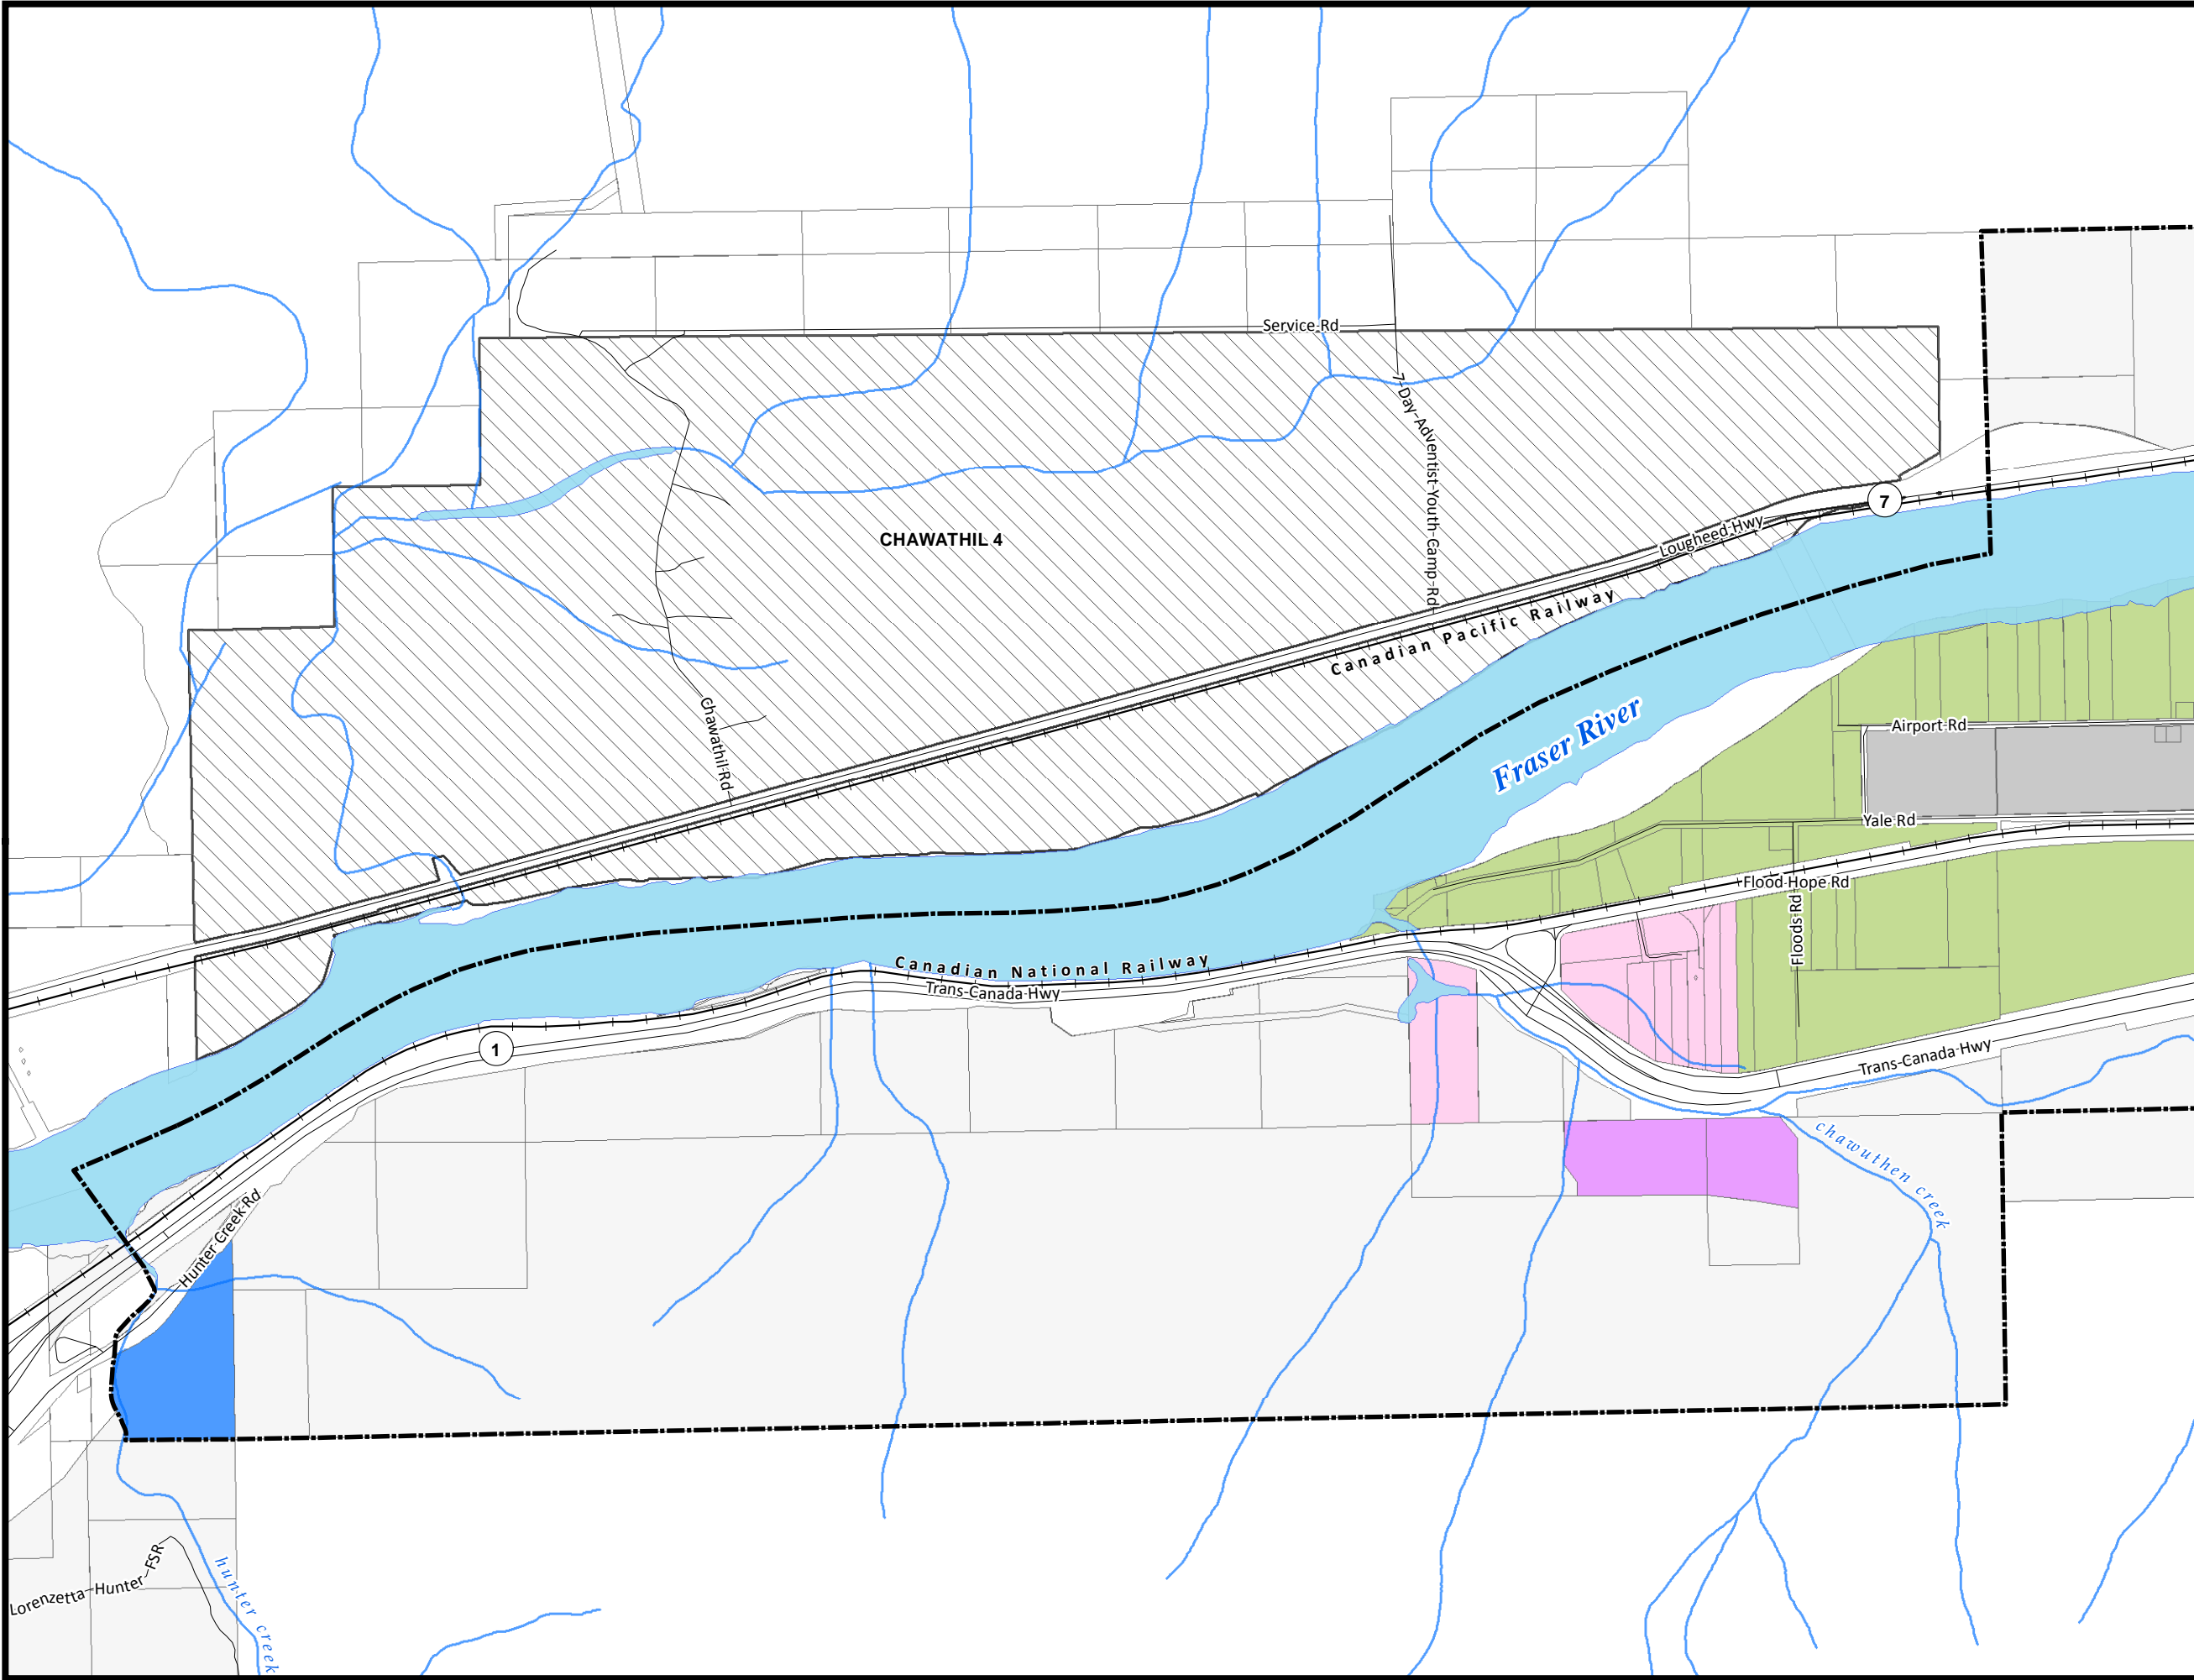 Service Rd
7-Day-Adventist-Youth-Camp-Rd
7
CHAWATHIL 4
Lougheed Hwy
Canadian Pacific Railway
Chawathil-Rd
Fraser River
Airport Rd
Yale Rd
Flood Hope Rd
Floods Rd
Canadian National Railway
Trans-Canada Hwy
1
Trans-Canada Hwy
chawuthen creek
Hunter Creek Rd
Lorenzetta-Hunter-FSR
hunter creek